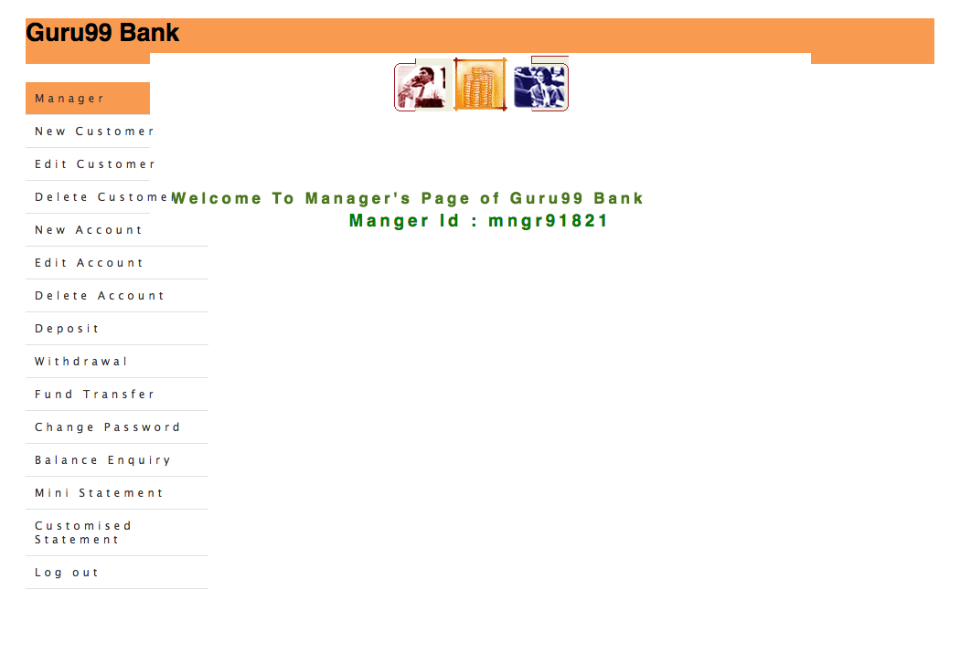 Guru99 Bank
Manager
New Customer
Edit Customer
Delete Customer
Welcome To Manager's Page of Guru99 Bank
Manger Id : mngr91821
New Account
Edit Account
Delete Account
Deposit
Withdrawal
Fund Transfer
Change Password
Balance Enquiry
Mini Statement
Customised
Statement
Log out